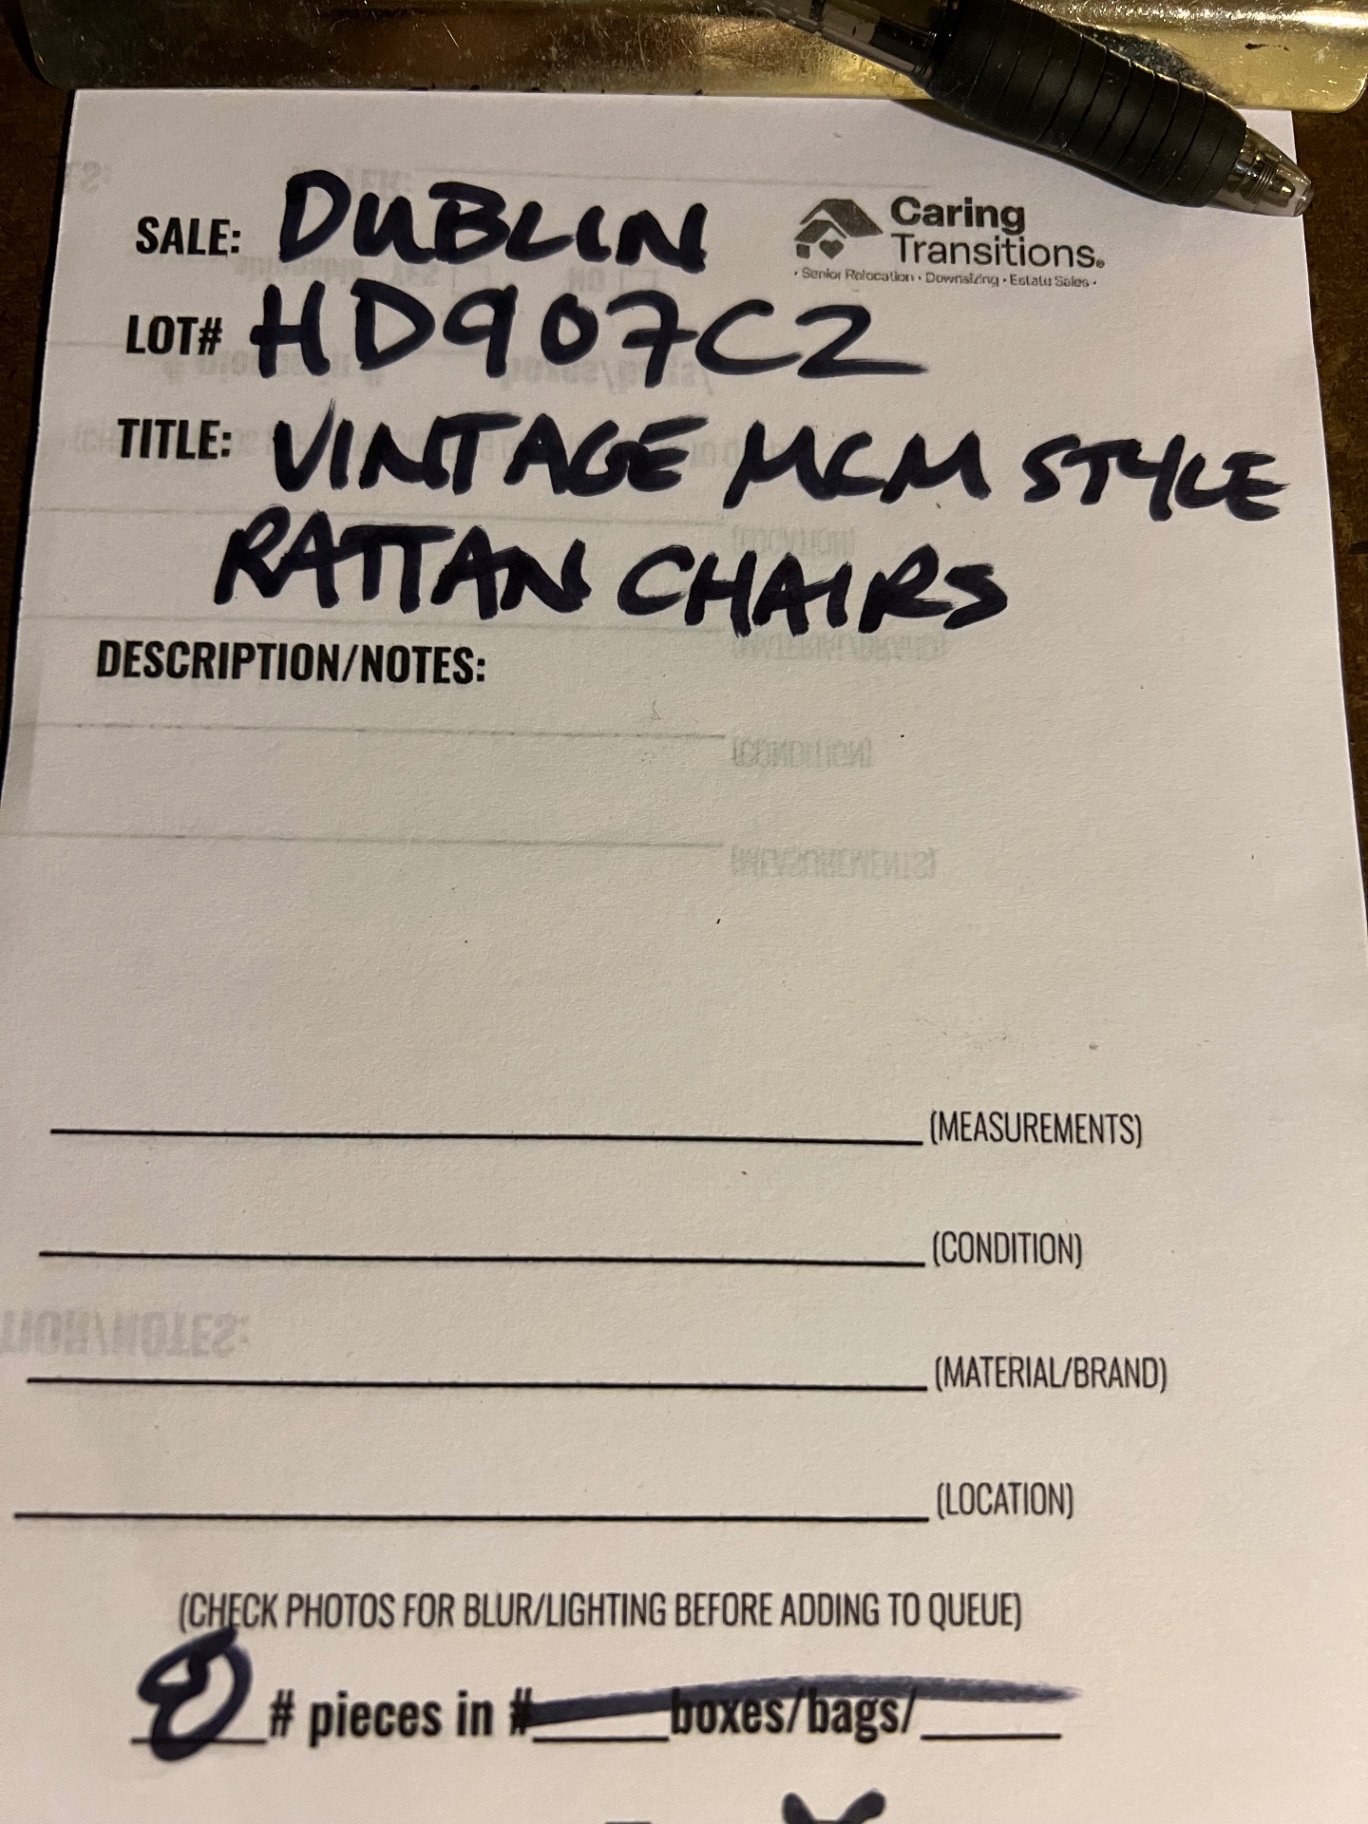 SALE: DUBLIN
Caring
Transitions®
• Senior Relocation • Downsizing • Estate Sales •
LOT# HD907C2
TITLE: VINTAGE MCM STYLE
RATTAN CHAIRS
DESCRIPTION/NOTES:
(MEASUREMENTS)
(CONDITION)
(MATERIAL/BRAND)
(LOCATION)
(CHECK PHOTOS FOR BLUR/LIGHTING BEFORE ADDING TO QUEUE)
# pieces in # boxes/bags/